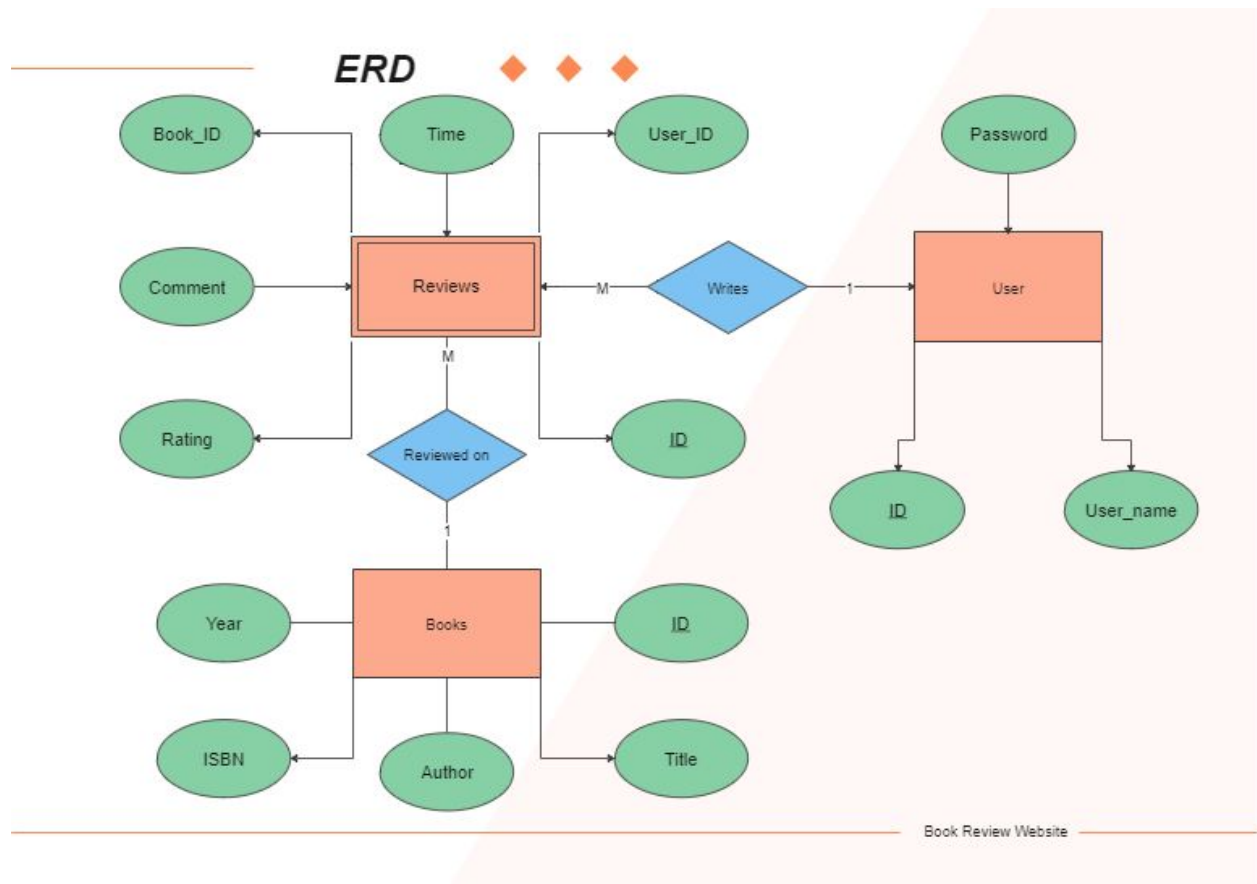 ERD
Book_ID
Time
User_ID
Password
Comment
Reviews
M
Writes
1
User
M
Rating
Reviewed on
ID
ID
User_name
1
Year
Books
ID
ISBN
Author
Title
Book Review Website